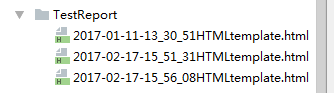 TestReport
2017-01-11-13_30_51HTMLtemplate.html
2017-02-17-15_51_31HTMLtemplate.html
2017-02-17-15_56_08HTMLtemplate.html